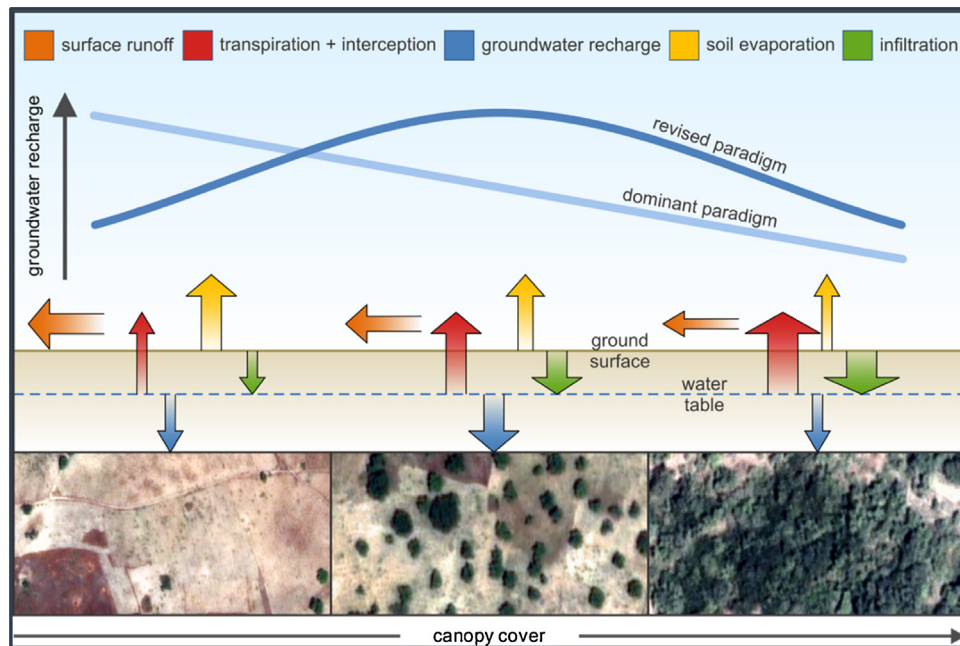 surface runoff
transpiration + interception
groundwater recharge
soil evaporation
infiltration
groundwater recharge
revised paradigm
dominant paradigm
ground
surface
water
table
canopy cover